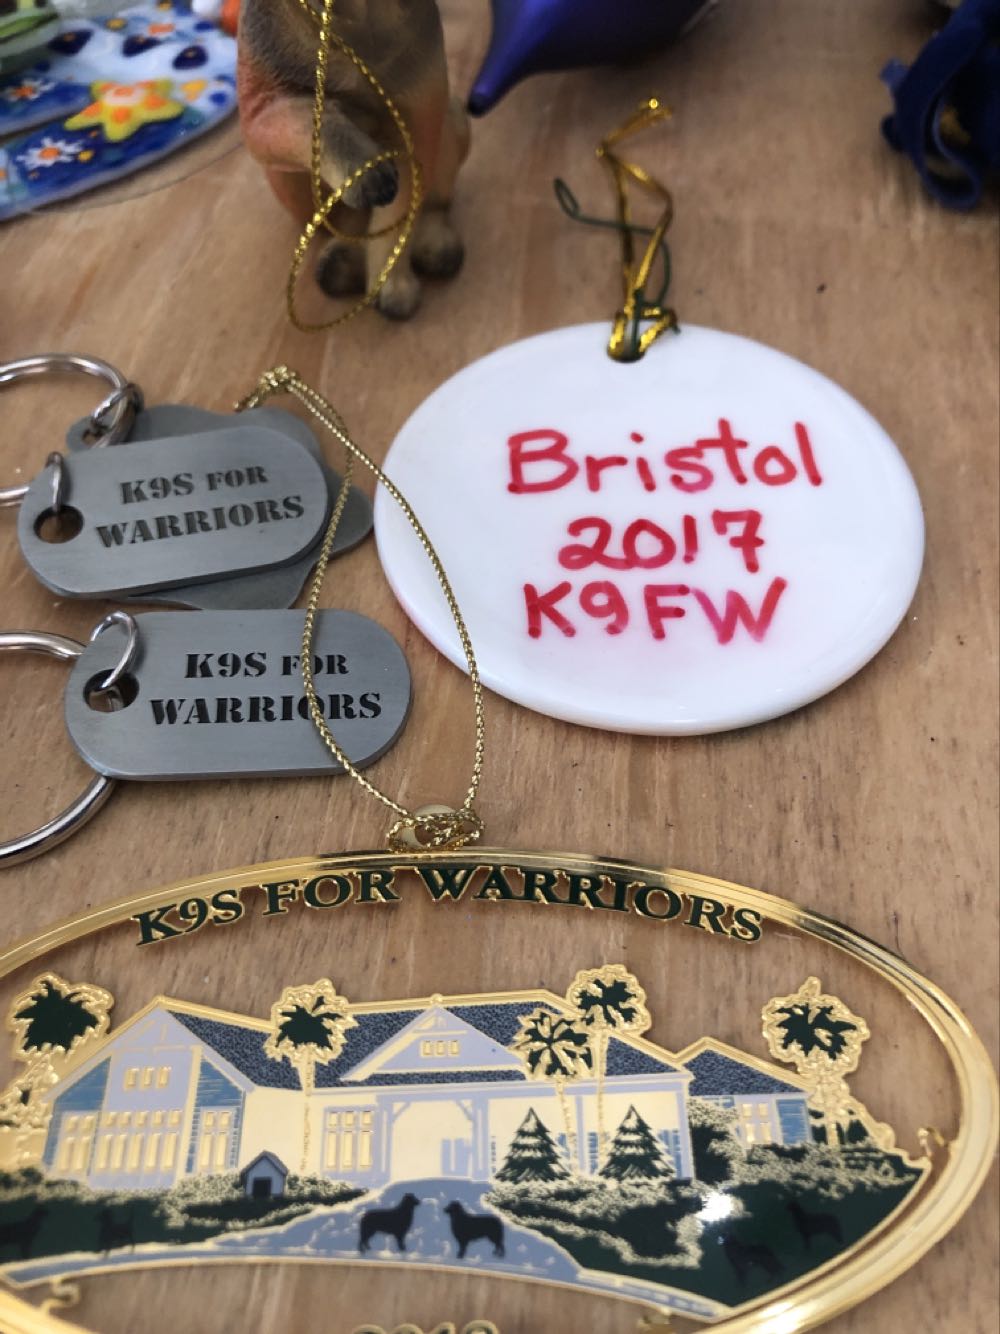 Bristol
2017
K9FW
K9S FOR
WARRIORS
K9S FOR
WARRIORS
K9S FOR WARRIORS